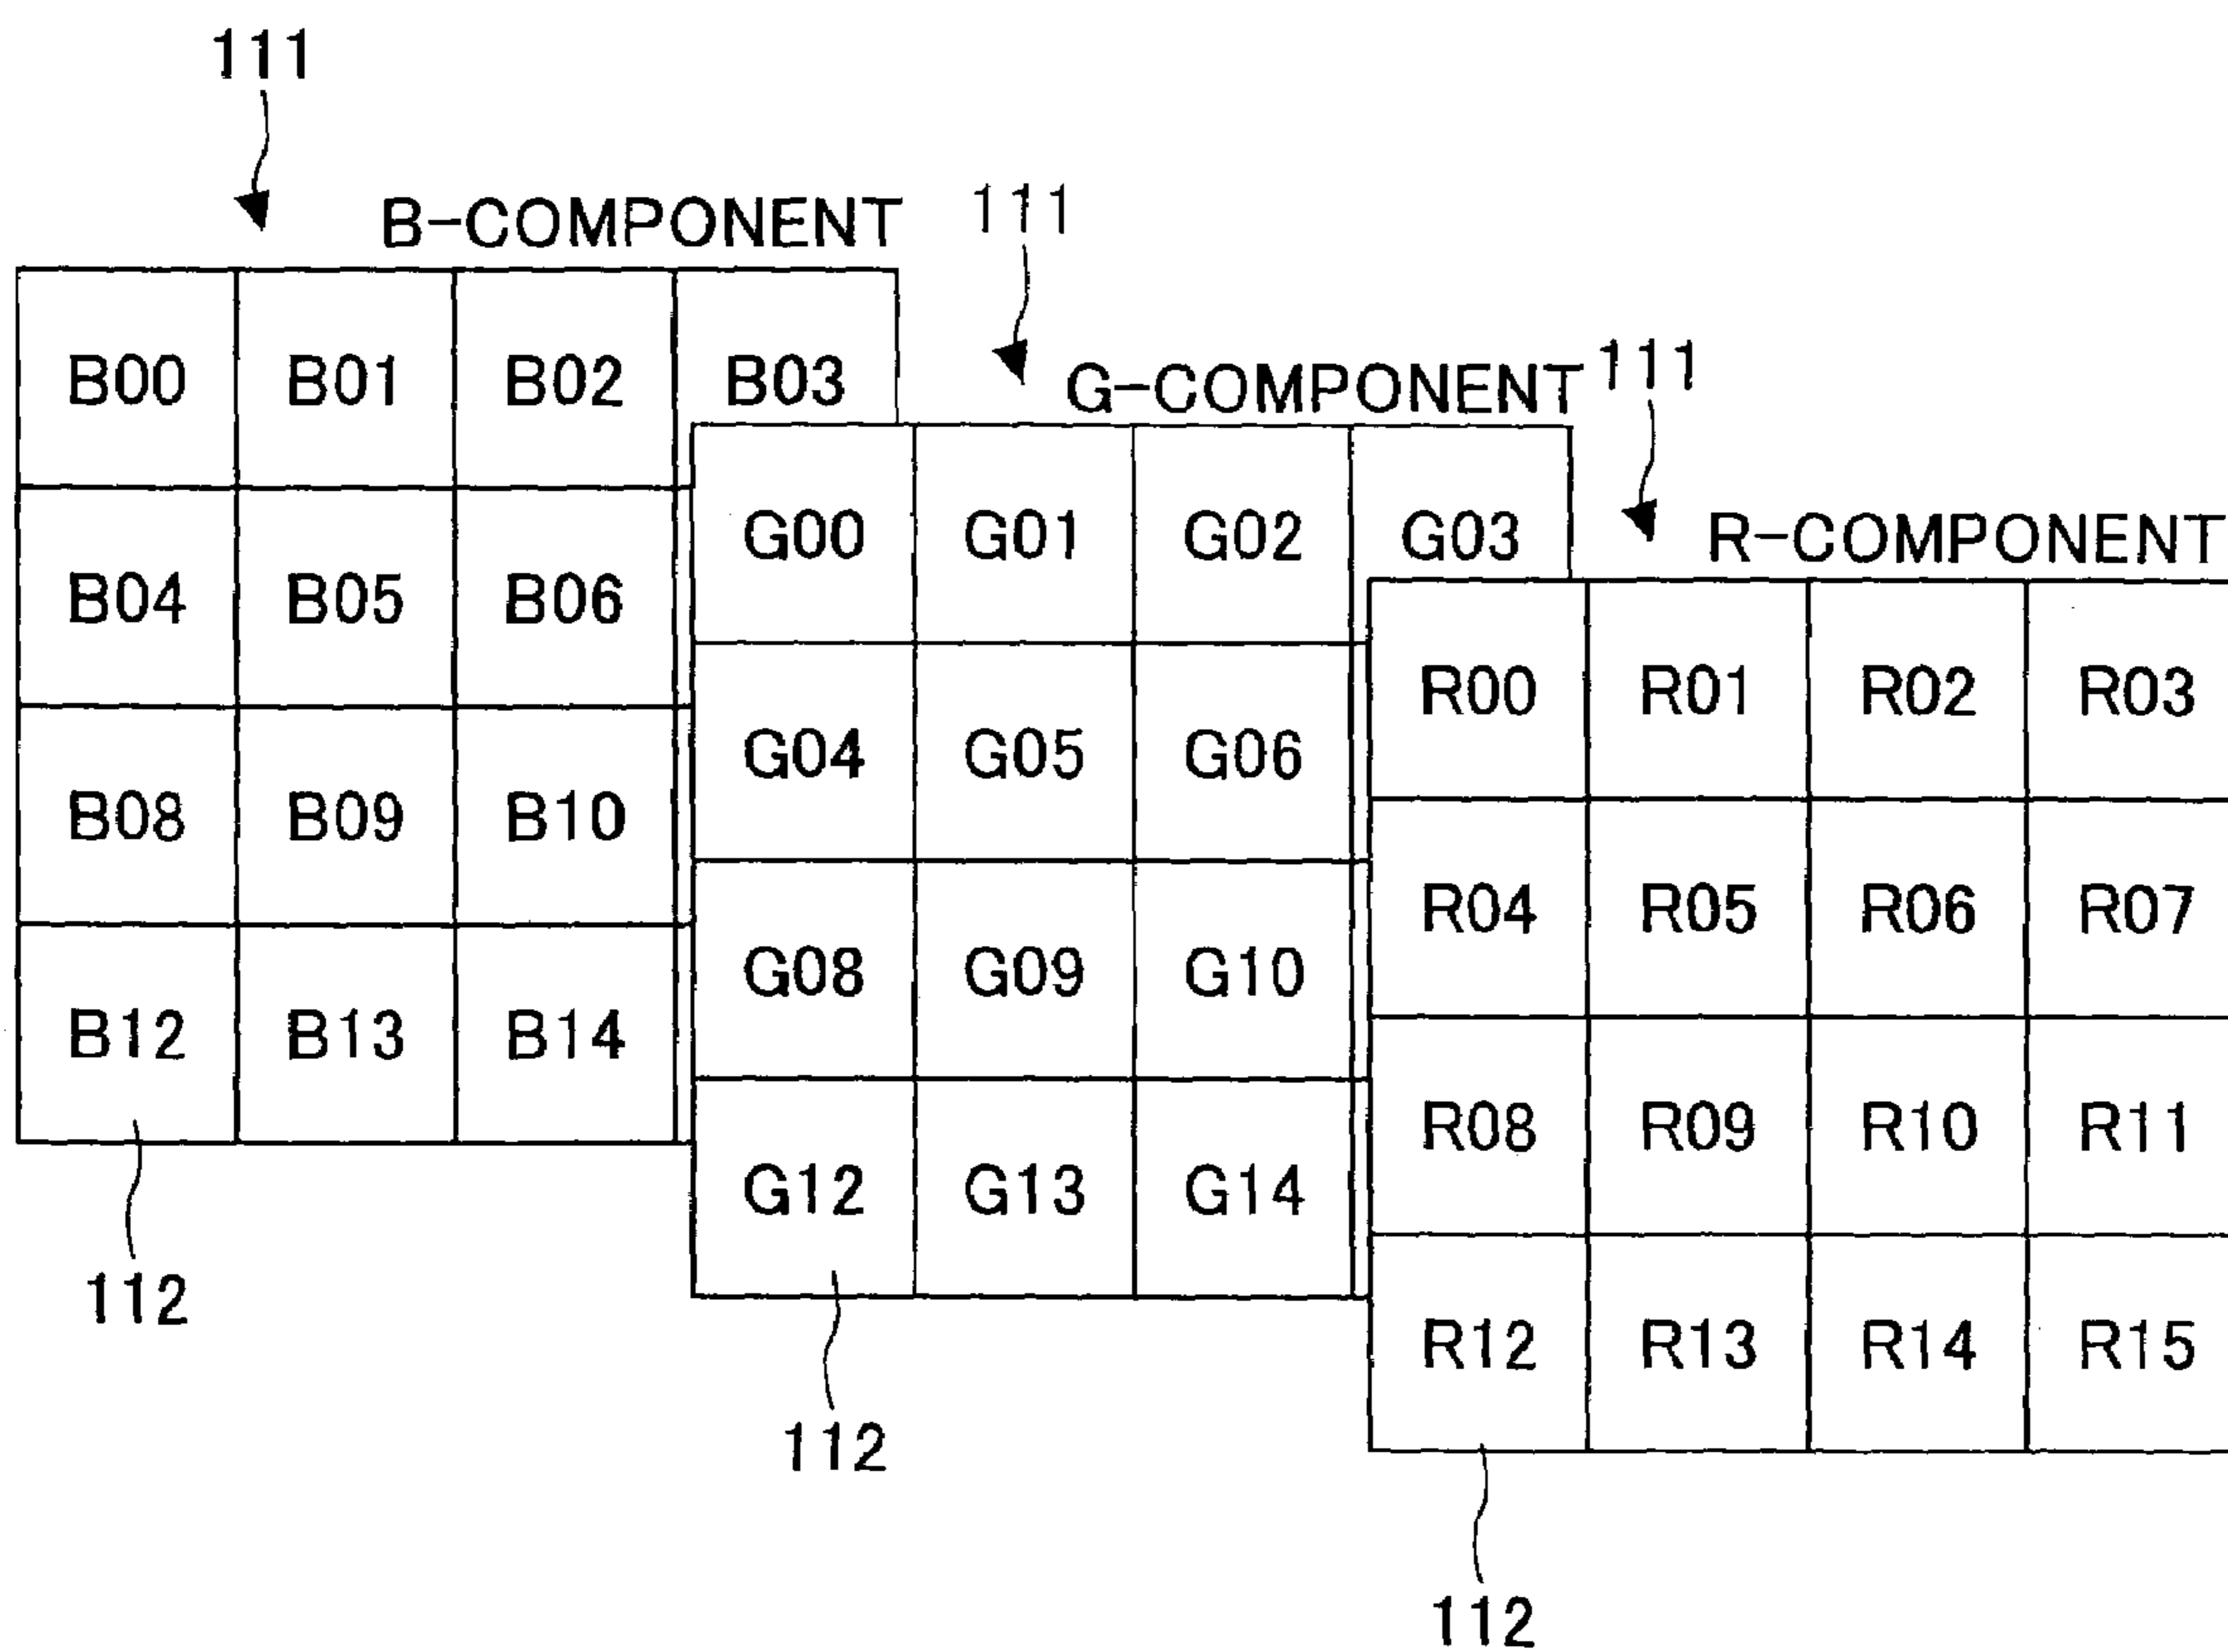 111
B-COMPONENT
B00 B01 B02 B03
B04 B05 B06
B08 B09 B10
B12 B13 B14
112
111
G-COMPONENT
G00 G01 G02 G03
G04 G05 G06
G08 G09 G10
G12 G13 G14
112
111
R-COMPONENT
R00 R01 R02 R03
R04 R05 R06 R07
R08 R09 R10 R11
R12 R13 R14 R15
112